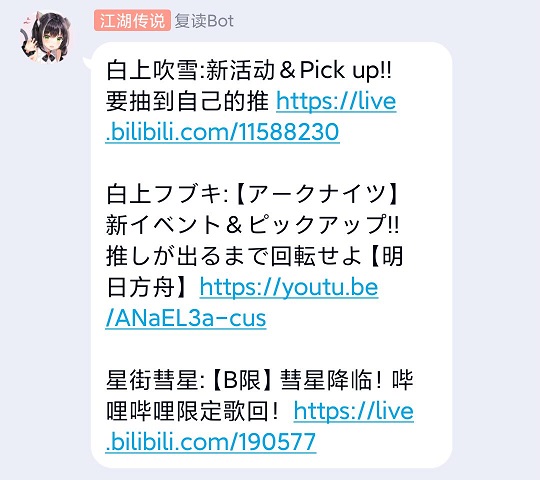 江湖传说 复读Bot
白上吹雪:新活动＆Pick up!!
要抽到自己的推 https://live
.bilibili.com/11588230
白上フブキ:【アークナイツ】
新イベント＆ピックアップ!!
推しが出るまで回転せよ【明
日方舟】https://youtu.be
/ANaEL3a-cus
星街彗星:【B限】彗星降临！哔
哩哔哩限定歌回！https://live
.bilibili.com/190577